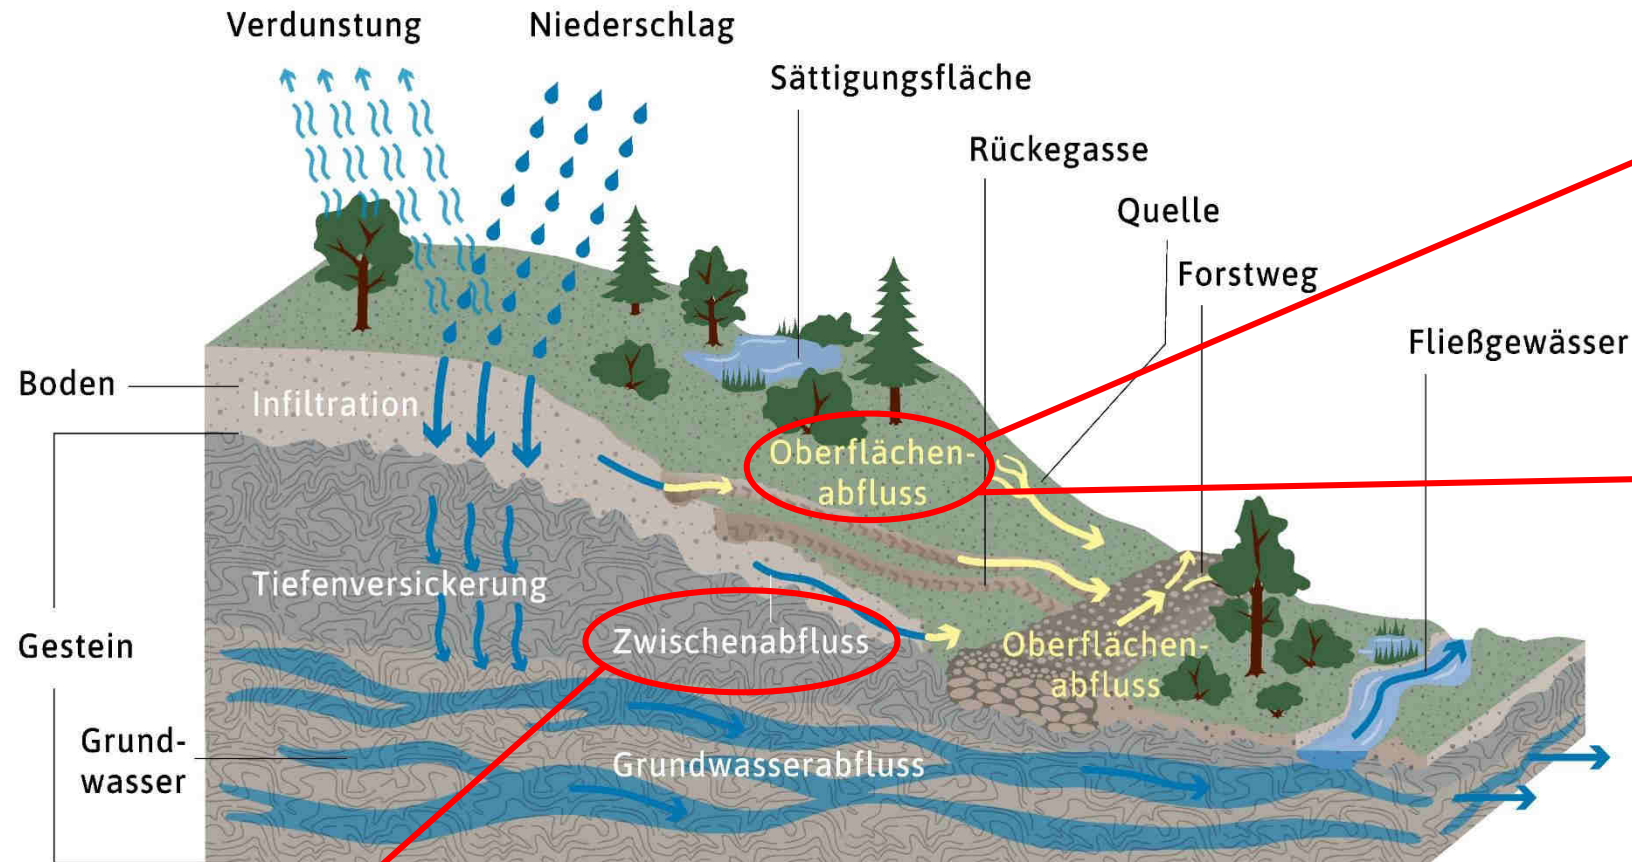 Verdunstung
Niederschlag
Sättigungsfläche
Rückegasse
Quelle
Forstweg
Fließgewässer
Boden
Infiltration
Oberflächen-
abfluss
Tiefenversickerung
Gestein
Zwischenabfluss
Oberflächen-
abfluss
Grund-
wasser
Grundwasserabfluss